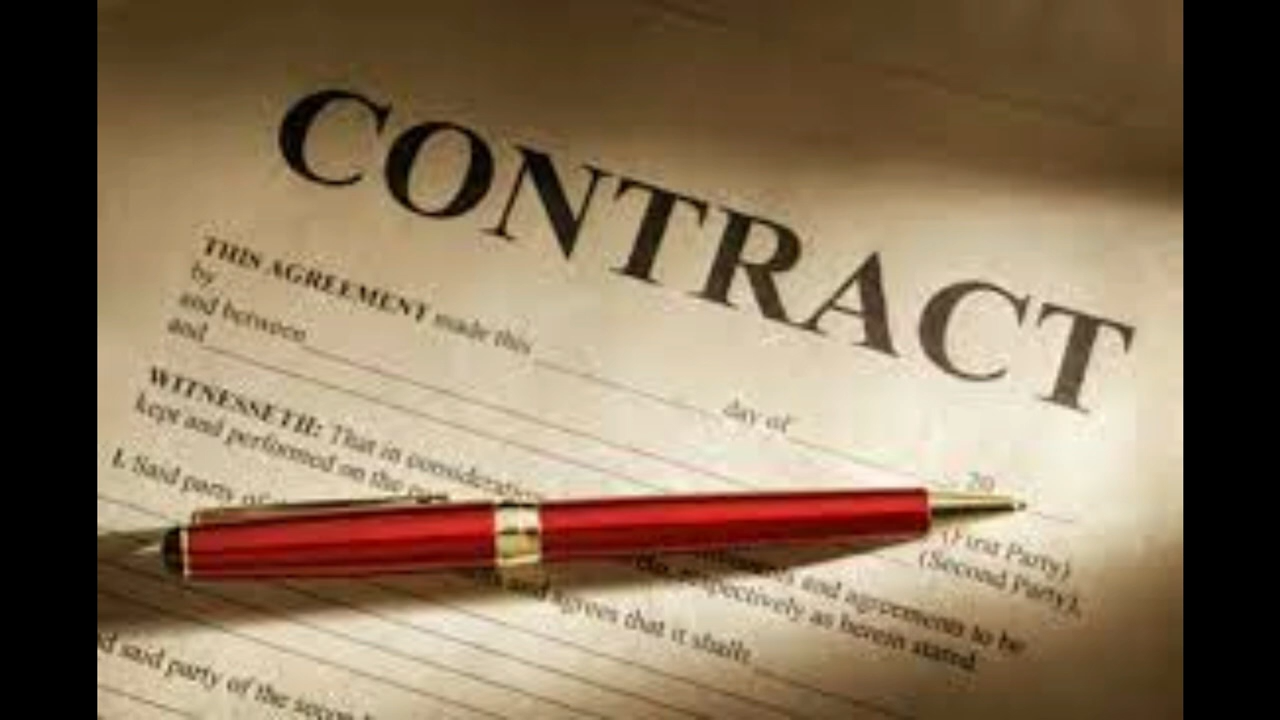 CONTRACT
THIS AGREEMENT made this day of 20
by
and between (First Party)
and (Second Party),
WITNESSETH: That in consideration and agreements to be
kept and performed on the respectively as herein stated
I. Said party of and agrees that it shall:
said party of the